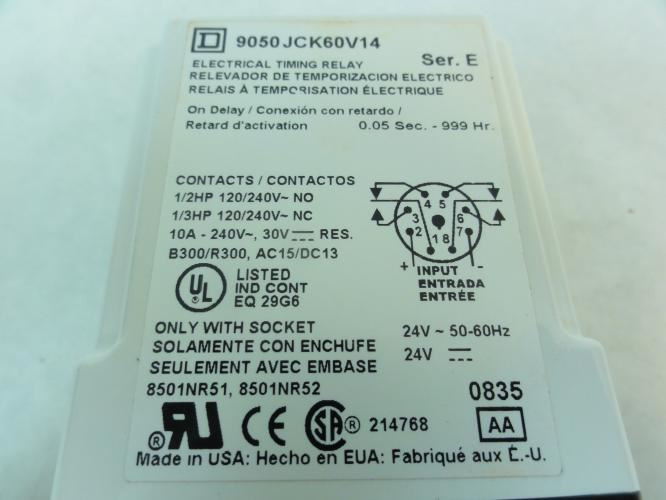 D 9050JCK60V14
Ser. E
ELECTRICAL TIMING RELAY
RELEVADOR DE TEMPORIZACION ELECTRICO
RELAIS À TEMPORISATION ÉLECTRIQUE
On Delay / Conexión con retardo /
Retard d'activation 0.05 Sec. - 999 Hr.
CONTACTS / CONTACTOS
1/2HP 120/240V~ NO
1/3HP 120/240V~ NC
10A - 240V~, 30V RES.
B300/R300, AC15/DC13
4 5
3 6
2 1 8 7
+ INPUT -
ENTRADA
ENTRÉE
UL LISTED
IND CONT
EQ 29G6
ONLY WITH SOCKET
SOLAMENTE CON ENCHUFE
SEULEMENT AVEC EMBASE
8501NR51, 8501NR52
24V ~ 50-60Hz
24V
0835
® RU CE SA ® 214768 AA
Made in USA: Hecho en EUA: Fabriqué aux É.-U.